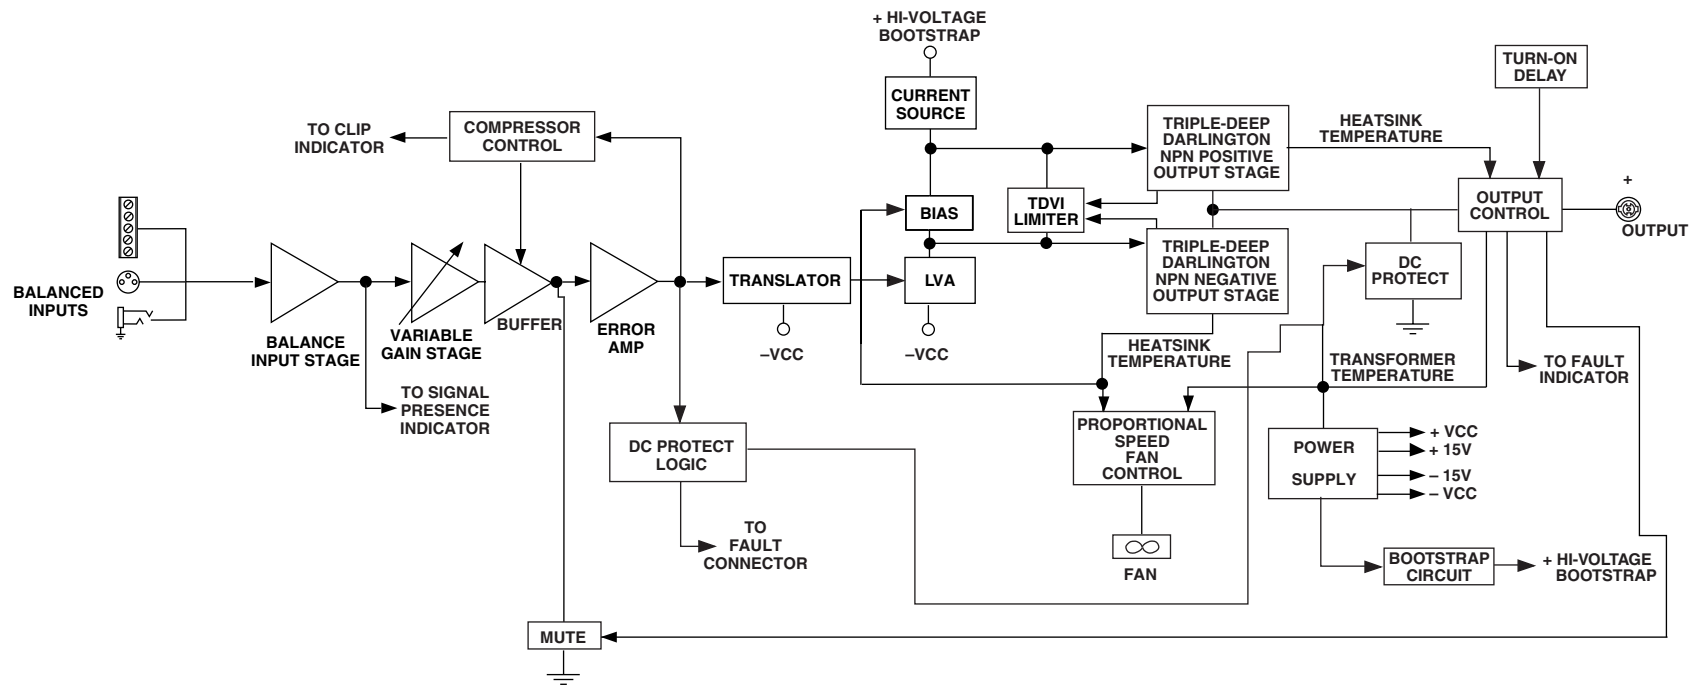 + HI-VOLTAGE
BOOTSTRAP
CURRENT
SOURCE
TURN-ON
DELAY
TO CLIP
INDICATOR
COMPRESSOR
CONTROL
TRIPLE-DEEP
DARLINGTON
NPN POSITIVE
OUTPUT STAGE
HEATSINK
TEMPERATURE
OUTPUT
CONTROL
+
OUTPUT
BIAS
TDVI
LIMITER
BALANCED
INPUTS
BALANCE
INPUT STAGE
VARIABLE
GAIN STAGE
BUFFER
ERROR
AMP
TRANSLATOR
–VCC
LVA
–VCC
TRIPLE-DEEP
DARLINGTON
NPN NEGATIVE
OUTPUT STAGE
DC
PROTECT
HEATSINK
TEMPERATURE
TRANSFORMER
TEMPERATURE
TO FAULT
INDICATOR
TO SIGNAL
PRESENCE
INDICATOR
DC PROTECT
LOGIC
PROPORTIONAL
SPEED
FAN
CONTROL
POWER
SUPPLY
+ VCC
+ 15V
– 15V
– VCC
TO
FAULT
CONNECTOR
FAN
BOOTSTRAP
CIRCUIT
+ HI-VOLTAGE
BOOTSTRAP
MUTE